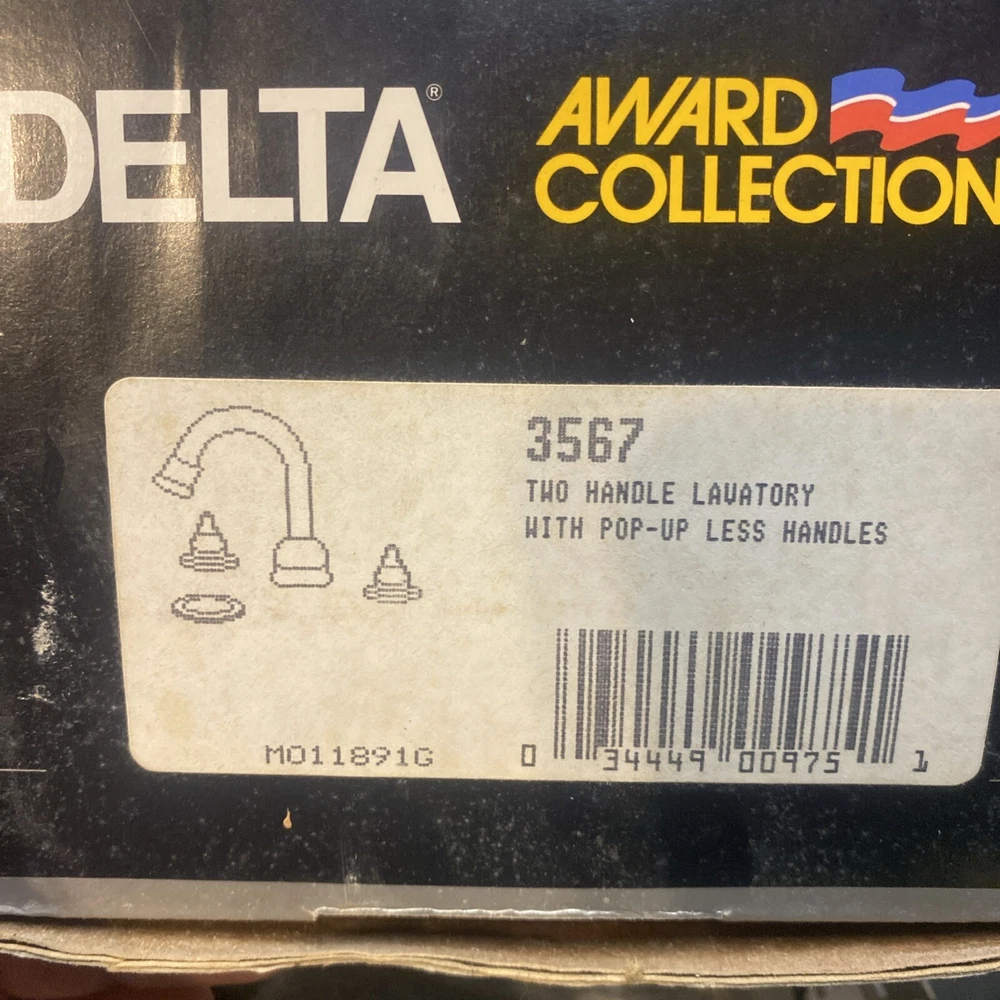 DELTA®
AWARD
COLLECTION
3567
TWO HANDLE LAVATORY
WITH POP-UP LESS HANDLES
M011891G
0 34449 00975 1